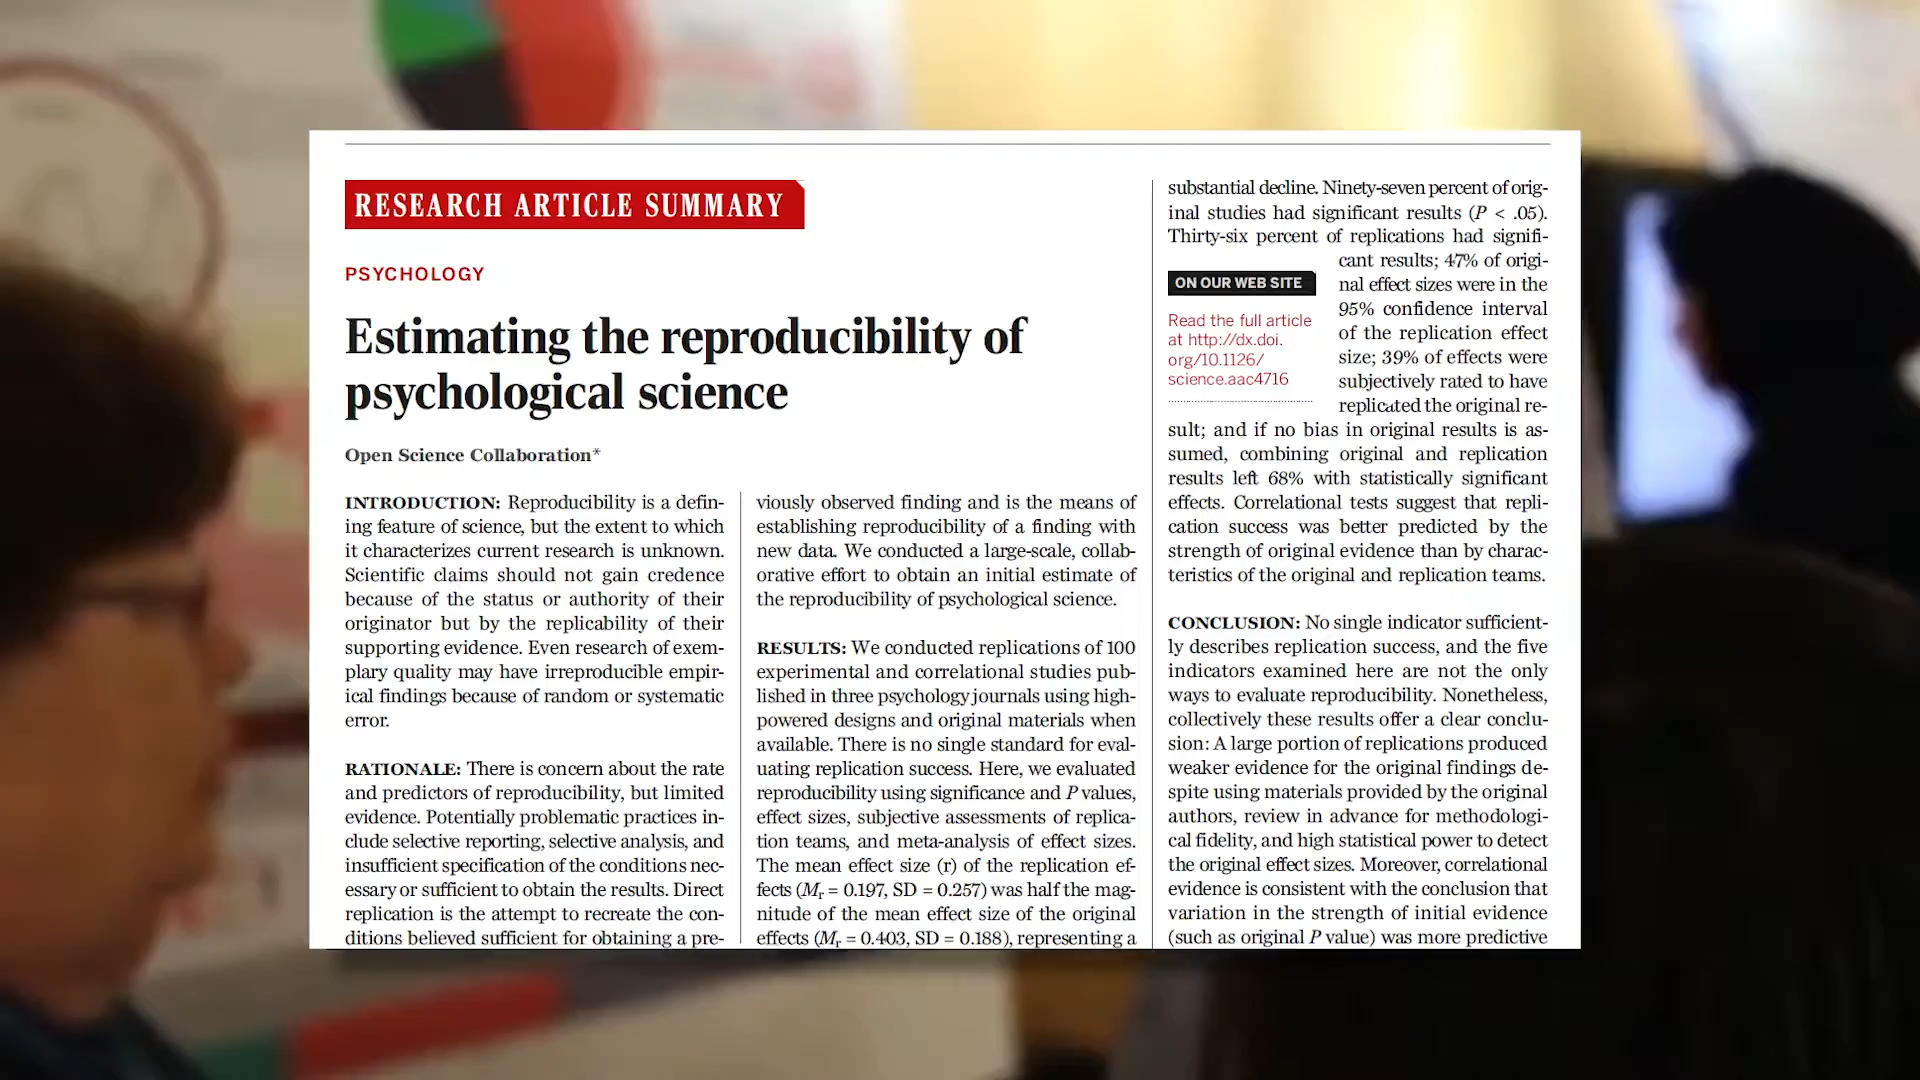 RESEARCH ARTICLE SUMMARY
PSYCHOLOGY
Estimating the reproducibility of
psychological science
Open Science Collaboration*
INTRODUCTION: Reproducibility is a defin-
ing feature of science, but the extent to which
it characterizes current research is unknown.
Scientific claims should not gain credence
because of the status or authority of their
originator but by the replicability of their
supporting evidence. Even research of exem-
plary quality may have irreproducible empir-
ical findings because of random or systematic
error.
RATIONALE: There is concern about the rate
and predictors of reproducibility, but limited
evidence. Potentially problematic practices in-
clude selective reporting, selective analysis, and
insufficient specification of the conditions nec-
essary or sufficient to obtain the results. Direct
replication is the attempt to recreate the con-
ditions believed sufficient for obtaining a pre-
viously observed finding and is the means of
establishing reproducibility of a finding with
new data. We conducted a large-scale, collab-
orative effort to obtain an initial estimate of
the reproducibility of psychological science.
RESULTS: We conducted replications of 100
experimental and correlational studies pub-
lished in three psychology journals using high-
powered designs and original materials when
available. There is no single standard for eval-
uating replication success. Here, we evaluated
reproducibility using significance and P values,
effect sizes, subjective assessments of replica-
tion teams, and meta-analysis of effect sizes.
The mean effect size (r) of the replication ef-
fects (Mr = 0.197, SD = 0.257) was half the mag-
nitude of the mean effect size of the original
effects (Mr = 0.403, SD = 0.188), representing a
substantial decline. Ninety-seven percent of orig-
inal studies had significant results (P < .05).
Thirty-six percent of replications had signifi-
cant results; 47% of origi-
nal effect sizes were in the
95% confidence interval
of the replication effect
size; 39% of effects were
subjectively rated to have
replicated the original re-
sult; and if no bias in original results is as-
sumed, combining original and replication
results left 68% with statistically significant
effects. Correlational tests suggest that repli-
cation success was better predicted by the
strength of original evidence than by charac-
teristics of the original and replication teams.
ON OUR WEB SITE
Read the full article
at http://dx.doi.
org/10.1126/
science.aac4716
CONCLUSION: No single indicator sufficient-
ly describes replication success, and the five
indicators examined here are not the only
ways to evaluate reproducibility. Nonetheless,
collectively these results offer a clear conclu-
sion: A large portion of replications produced
weaker evidence for the original findings de-
spite using materials provided by the original
authors, review in advance for methodologi-
cal fidelity, and high statistical power to detect
the original effect sizes. Moreover, correlational
evidence is consistent with the conclusion that
variation in the strength of initial evidence
(such as original P value) was more predictive